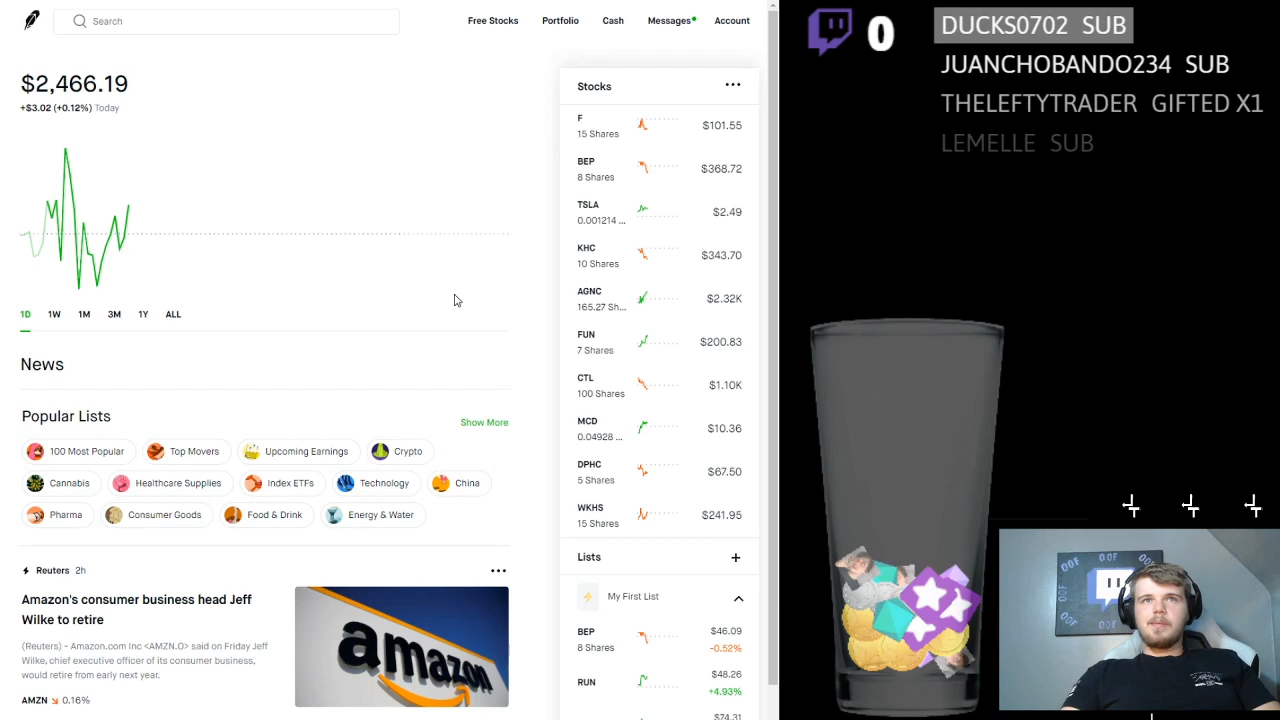 Search
Free Stocks
Portfolio
Cash
Messages
Account
$2,466.19
+$3.02 (+0.12%) Today
1D
1W
1M
3M
1Y
ALL
News
Popular Lists
Show More
100 Most Popular
Top Movers
Upcoming Earnings
Crypto
Cannabis
Healthcare Supplies
Index ETFs
Technology
China
Pharma
Consumer Goods
Food & Drink
Energy & Water
Reuters 2h
Amazon's consumer business head Jeff
Wilke to retire
(Reuters) - Amazon.com Inc <AMZN.O> said on Friday Jeff
Wilke, chief executive officer of its consumer business,
would retire from early next year.
AMZN 0.16%
amazon
Stocks
F
15 Shares
$101.55
BEP
8 Shares
$368.72
TSLA
0.001214 ...
$2.49
KHC
10 Shares
$343.70
AGNC
165.27 Sh...
$2.32K
FUN
7 Shares
$200.83
CTL
100 Shares
$1.10K
MCD
0.04928 ...
$10.36
DPHC
5 Shares
$67.50
WKHS
15 Shares
$241.95
Lists
My First List
BEP
8 Shares
$46.09
-0.52%
RUN
$48.26
+4.93%
$74.31
0
DUCKS0702 SUB
JUANCHOBANDO234 SUB
THELEFTYTRADER GIFTED X1
LEMELLE SUB
OOF
OOF
OOF